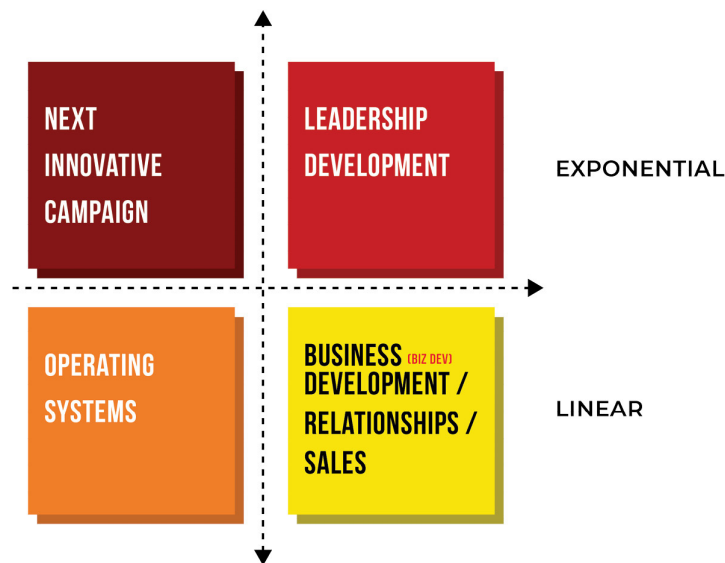 NEXT
INNOVATIVE
CAMPAIGN
LEADERSHIP
DEVELOPMENT
EXPONENTIAL
OPERATING
SYSTEMS
BUSINESS (BIZ DEV)
DEVELOPMENT /
RELATIONSHIPS /
SALES
LINEAR